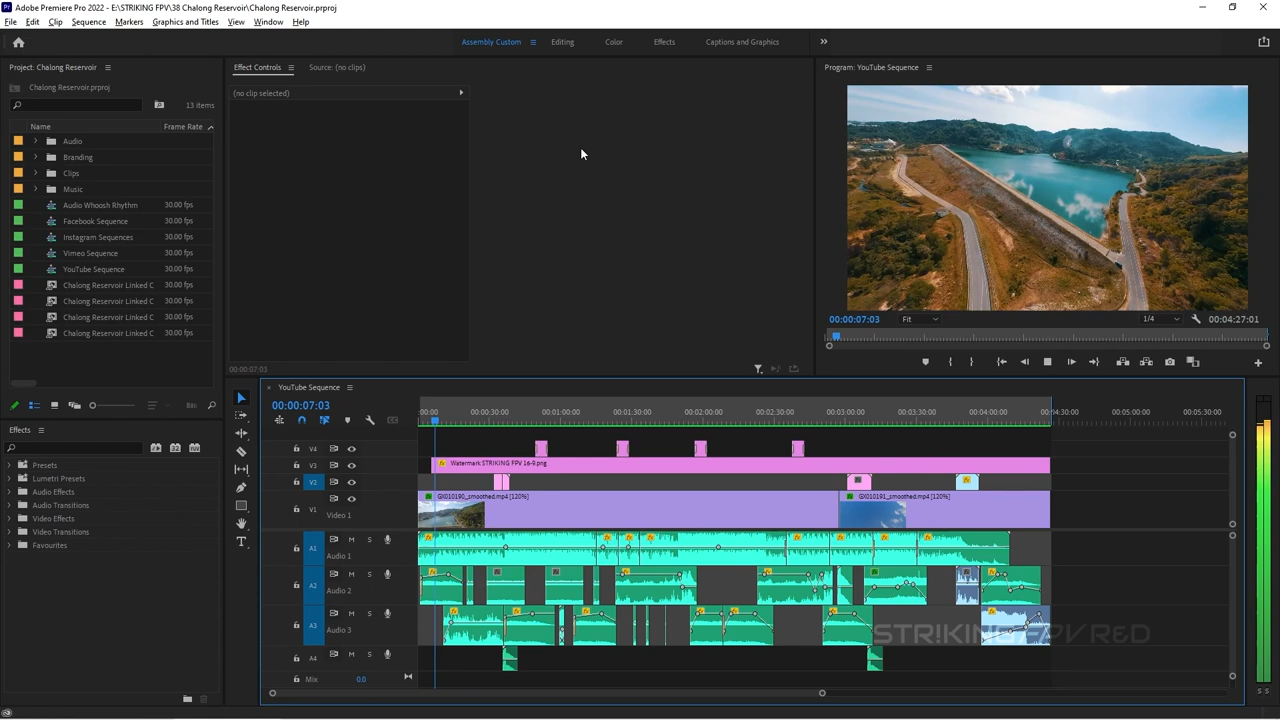 Adobe Premiere Pro 2022 - E:\STRIKING FPV\38 Chalong Reservoir\Chalong Reservoir.prproj
File Edit Clip Sequence Markers Graphics and Titles View Window Help
Assembly Custom Editing Color Effects Captions and Graphics
Project: Chalong Reservoir
Chalong Reservoir.prproj
13 items
Name Frame Rate
Audio
Branding
Clips
Music
Audio Whoosh Rhythm 30.00 fps
Facebook Sequence 30.00 fps
Instagram Sequences 30.00 fps
Vimeo Sequence 30.00 fps
YouTube Sequence 30.00 fps
Chalong Reservoir Linked C
Chalong Reservoir Linked C
Chalong Reservoir Linked C
Chalong Reservoir Linked C
Effects
Presets
Lumetri Presets
Audio Effects
Audio Transitions
Video Effects
Video Transitions
Favourites
Effect Controls Source: (no clips)
(no clip selected)
00:00:07:03
Program: YouTube Sequence
00:00:07:03 Fit 1/4 00:04:27:01
YouTube Sequence
00:00:07:03
:00:00 00:00:30:00 00:01:00:00 00:01:30:00 00:02:00:00 00:02:30:00 00:03:00:00 00:03:30:00 00:04:00:00 00:04:30:00 00:05:00:00 00:05:30:00
V4
V3 Watermark STRIKING FPV 16-9.png
V2
GX010190_smoothed.mp4 [120%] GX010191_smoothed.mp4 [120%]
V1 Video 1
A1 M S Audio 1
A2 M S Audio 2
A3 M S Audio 3
STRIKING FPV R&D
A4 M S
Mix 0.0
S S